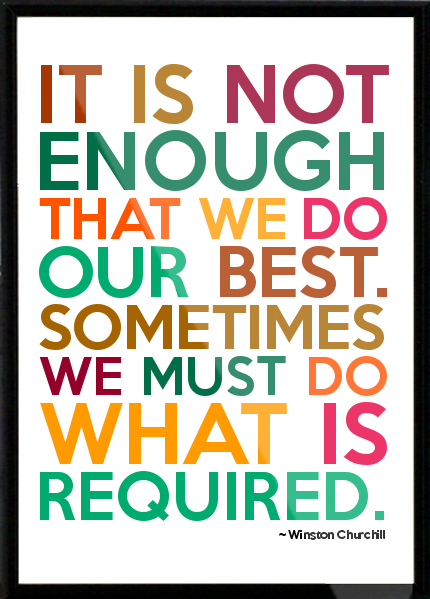 IT IS NOT
ENOUGH
THAT WE DO
OUR BEST.
SOMETIMES
WE MUST DO
WHAT IS
REQUIRED.
~ Winston Churchill